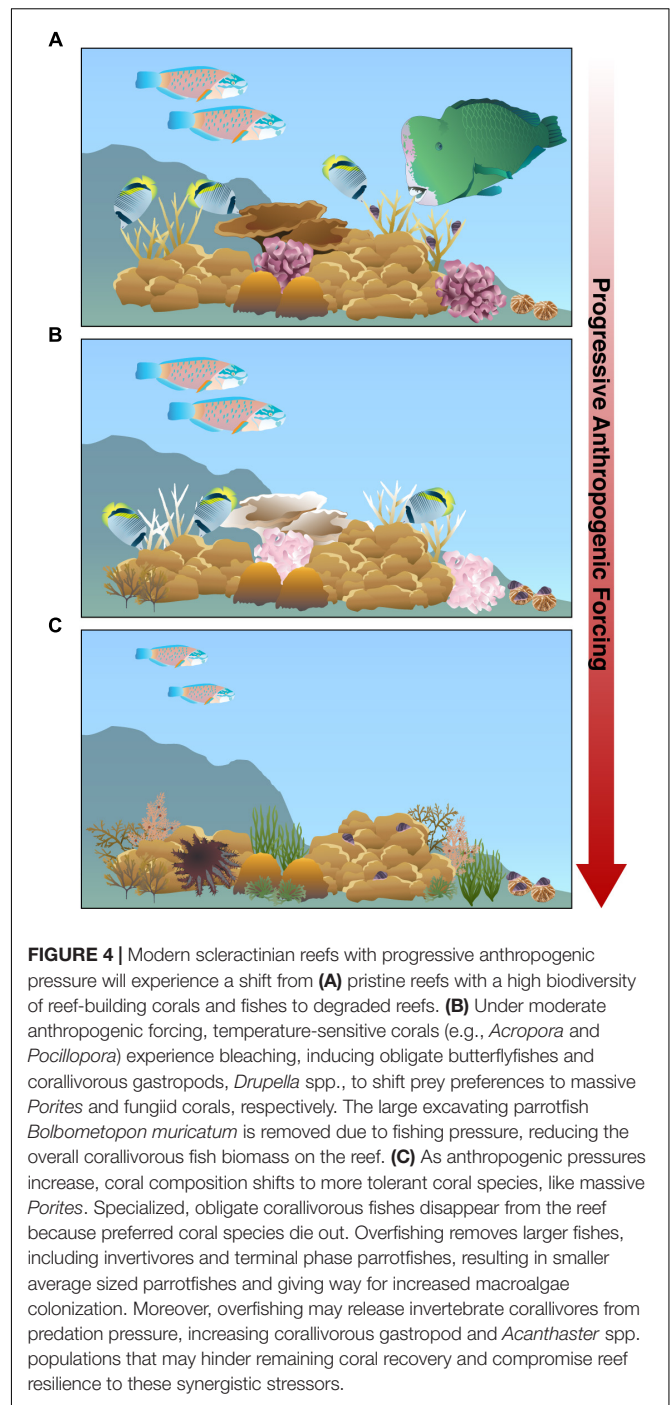 A
B
C
Progressive Anthropogenic Forcing
FIGURE 4 | Modern scleractinian reefs with progressive anthropogenic
pressure will experience a shift from (A) pristine reefs with a high biodiversity
of reef-building corals and fishes to degraded reefs. (B) Under moderate
anthropogenic forcing, temperature-sensitive corals (e.g., Acropora and
Pocillopora) experience bleaching, inducing obligate butterflyfishes and
corallivorous gastropods, Drupella spp., to shift prey preferences to massive
Porites and fungiid corals, respectively. The large excavating parrotfish
Bolbometopon muricatum is removed due to fishing pressure, reducing the
overall corallivorous fish biomass on the reef. (C) As anthropogenic pressures
increase, coral composition shifts to more tolerant coral species, like massive
Porites. Specialized, obligate corallivorous fishes disappear from the reef
because preferred coral species die out. Overfishing removes larger fishes,
including invertivores and terminal phase parrotfishes, resulting in smaller
average sized parrotfishes and giving way for increased macroalgae
colonization. Moreover, overfishing may release invertebrate corallivores from
predation pressure, increasing corallivorous gastropod and Acanthaster spp.
populations that may hinder remaining coral recovery and compromise reef
resilience to these synergistic stressors.